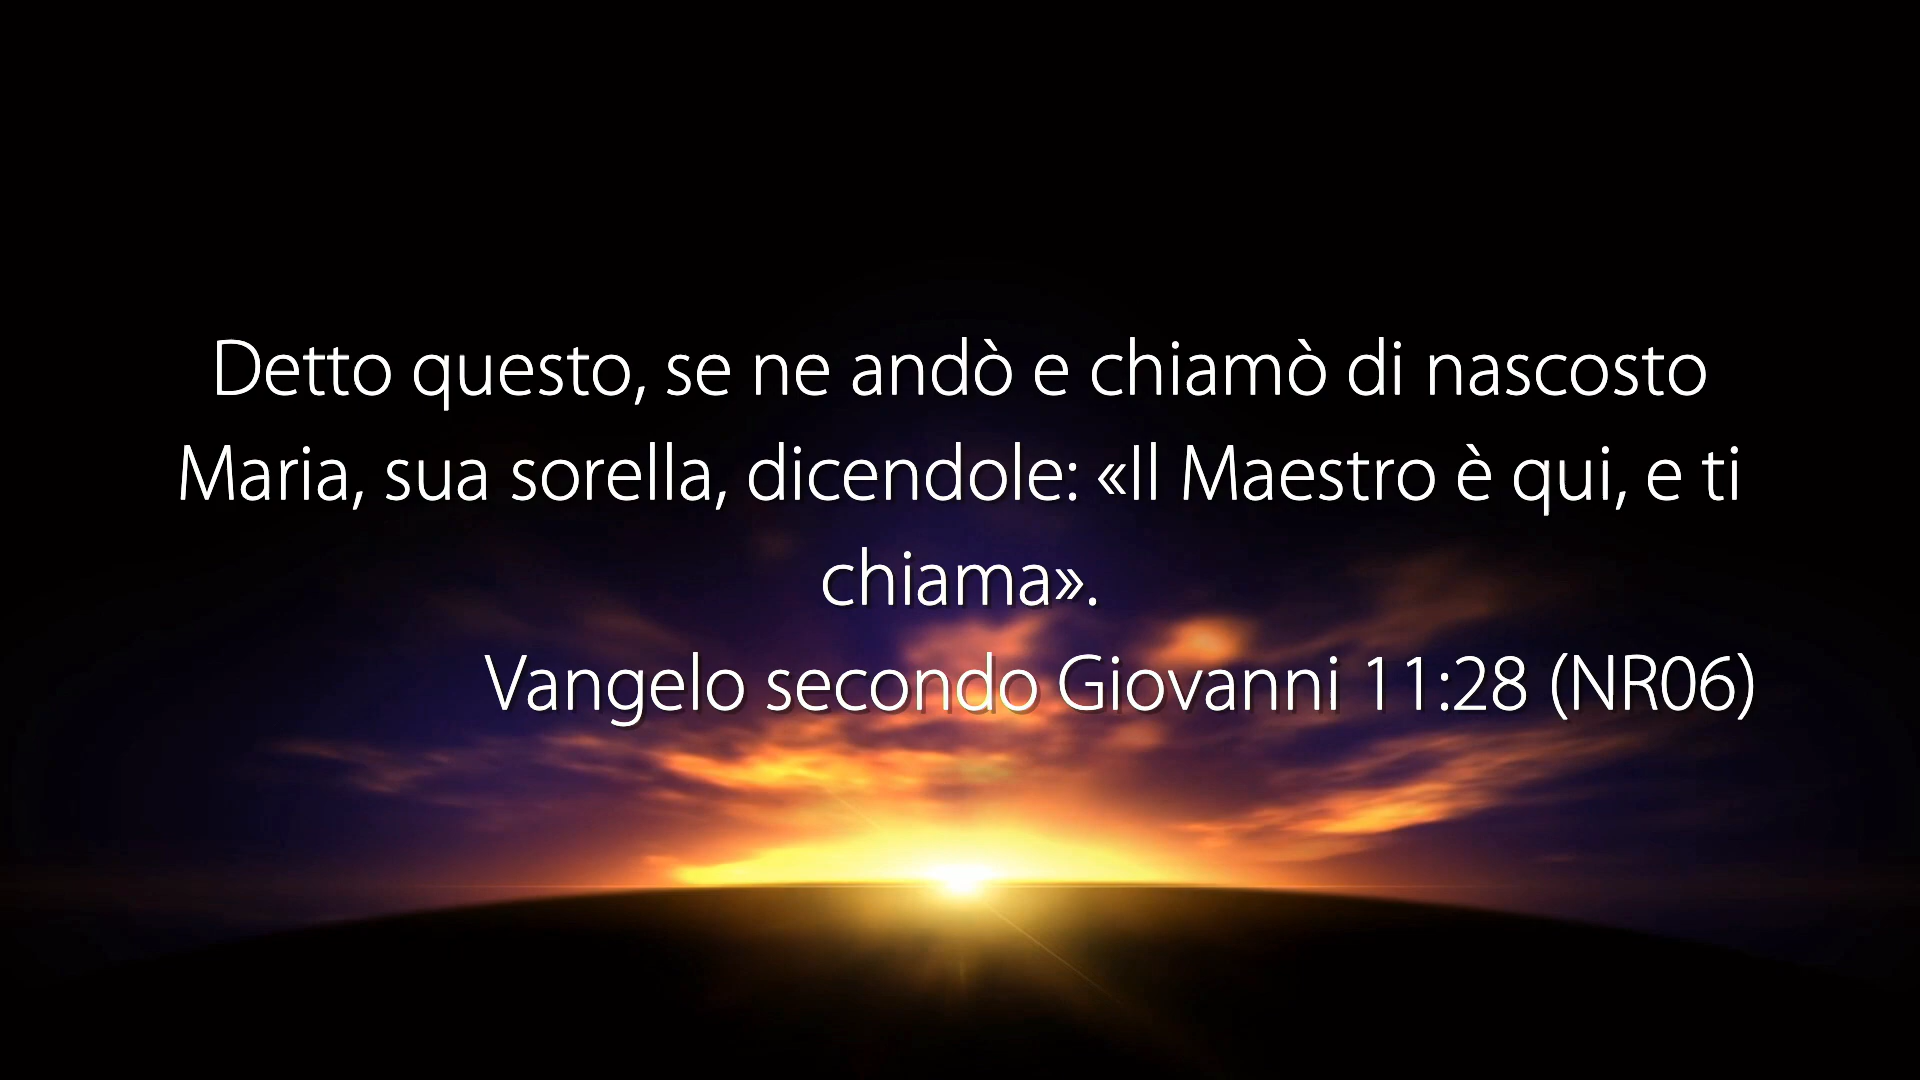 Detto questo, se ne andò e chiamò di nascosto
Maria, sua sorella, dicendole: «Il Maestro è qui, e ti
chiama».
Vangelo secondo Giovanni 11:28 (NR06)